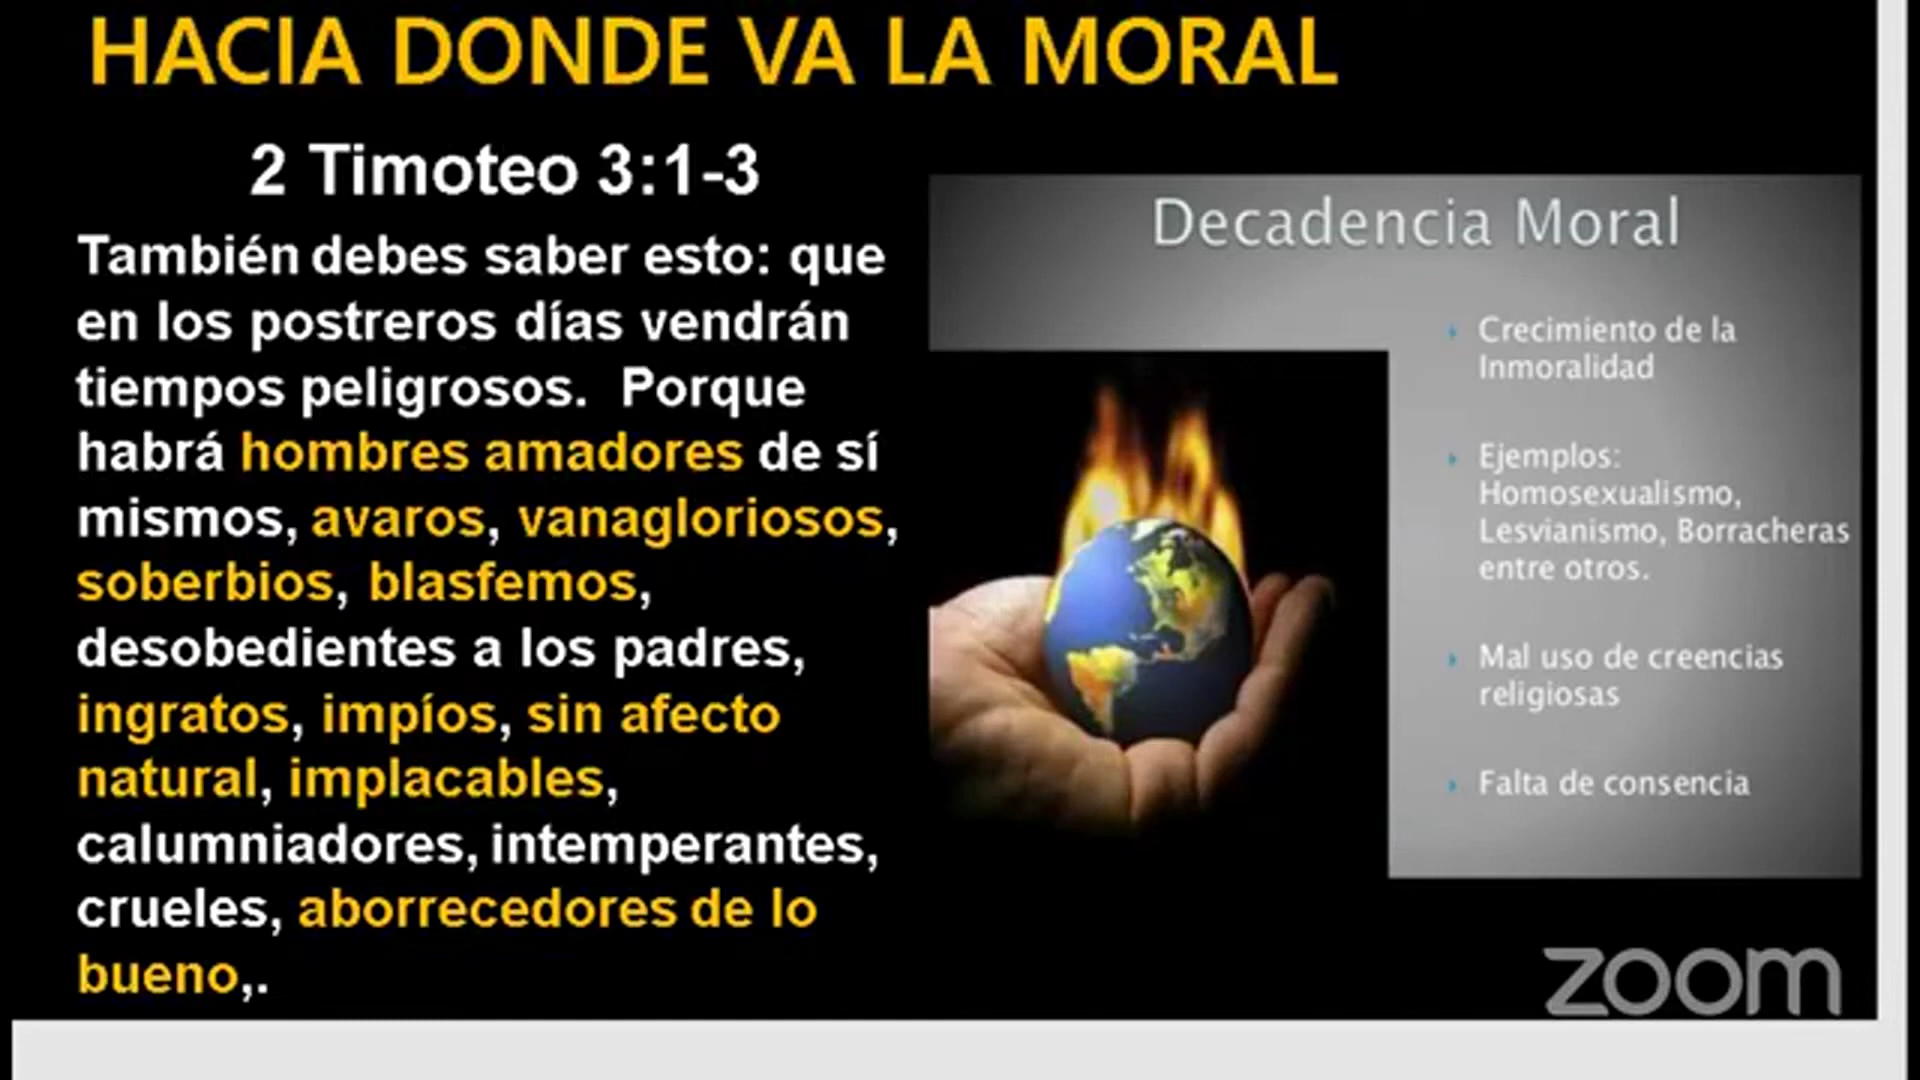 HACIA DONDE VA LA MORAL
2 Timoteo 3:1-3
También debes saber esto: que
en los postreros días vendrán
tiempos peligrosos. Porque
habrá hombres amadores de sí
mismos, avaros, vanagloriosos,
soberbios, blasfemos,
desobedientes a los padres,
ingratos, impíos, sin afecto
natural, implacables,
calumniadores, intemperantes,
crueles, aborrecedores de lo
bueno,.
Decadencia Moral
Crecimiento de la
Inmoralidad
Ejemplos:
Homosexualismo,
Lesvianismo, Borracheras
entre otros.
Mal uso de creencias
religiosas
Falta de consencia
zoom